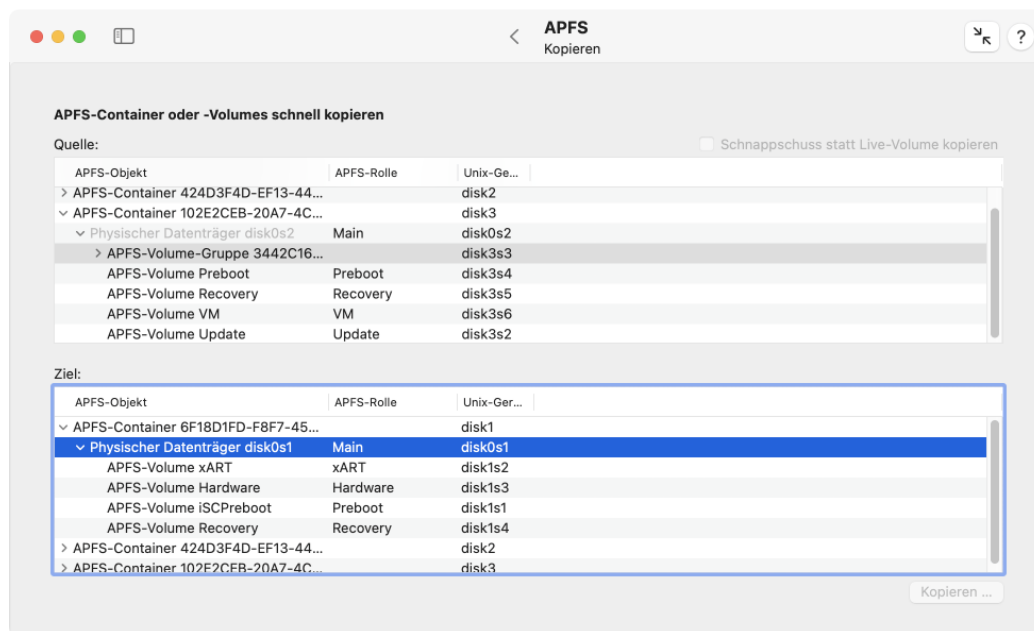 APFS
Kopieren
?
APFS-Container oder -Volumes schnell kopieren
Quelle: Schnappschuss statt Live-Volume kopieren
APFS-Objekt APFS-Rolle Unix-Ge...
APFS-Container 424D3F4D-EF13-44... disk2
APFS-Container 102E2CEB-20A7-4C... disk3
Physischer Datenträger disk0s2 Main disk0s2
APFS-Volume-Gruppe 3442C16... disk3s3
APFS-Volume Preboot Preboot disk3s4
APFS-Volume Recovery Recovery disk3s5
APFS-Volume VM VM disk3s6
APFS-Volume Update Update disk3s2
Ziel:
APFS-Objekt APFS-Rolle Unix-Ger...
APFS-Container 6F18D1FD-F8F7-45... disk1
Physischer Datenträger disk0s1 Main disk0s1
APFS-Volume xART xART disk1s2
APFS-Volume Hardware Hardware disk1s3
APFS-Volume iSCPreboot Preboot disk1s1
APFS-Volume Recovery Recovery disk1s4
APFS-Container 424D3F4D-EF13-44... disk2
APFS-Container 102E2CEB-20A7-4C... disk3
Kopieren ...